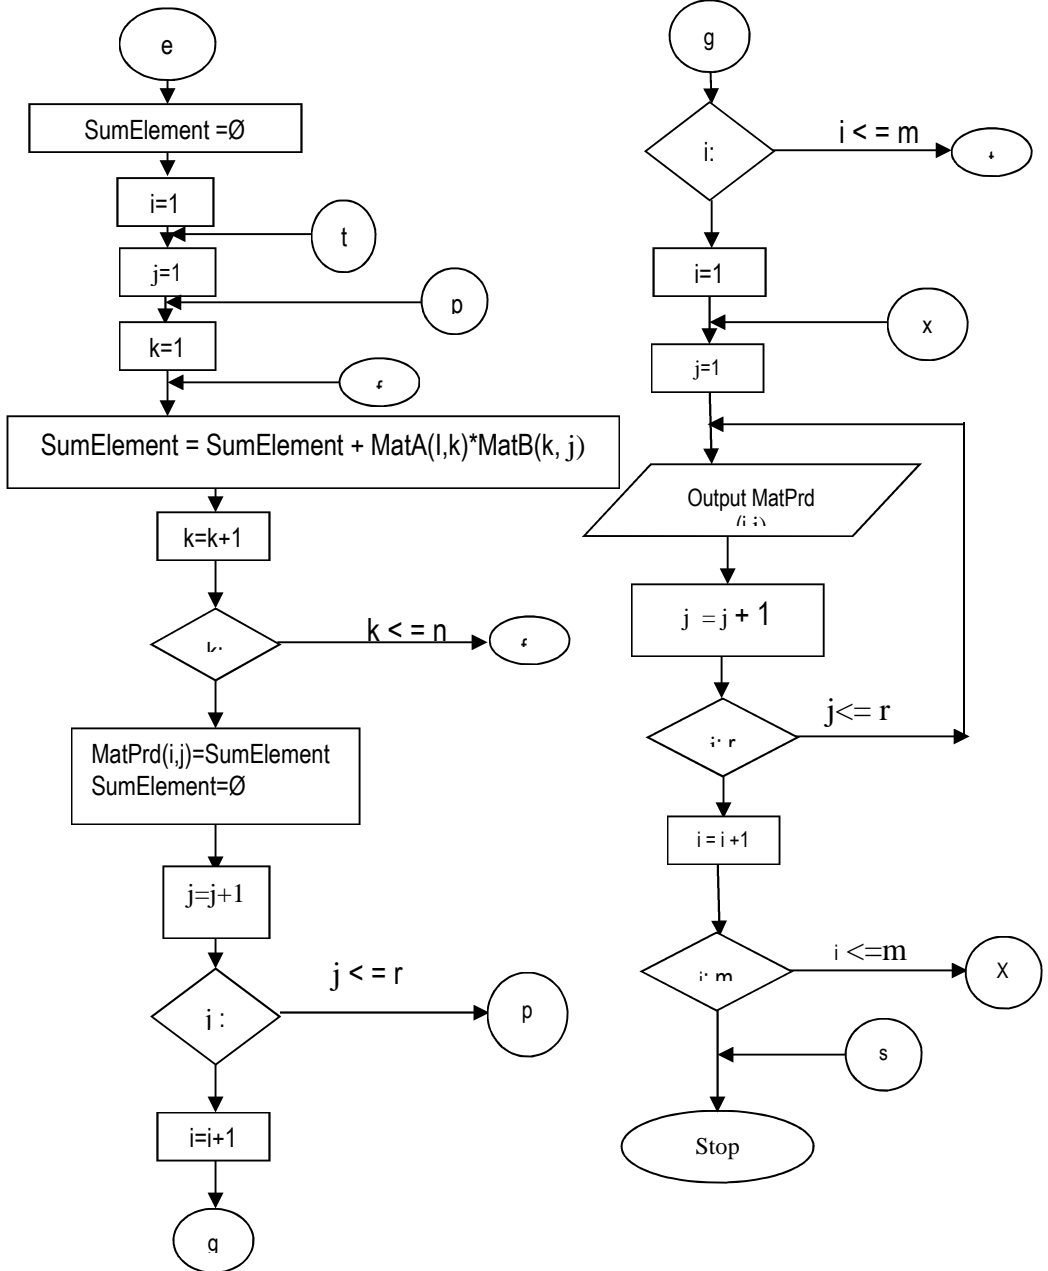 e
SumElement =Ø
i=1
t
j=1
p
k=1
SumElement = SumElement + MatA(I,k)*MatB(k, j)
k=k+1
k < = n
MatPrd(i,j)=SumElement
SumElement=Ø
j=j+1
j < = r
j :
p
i=i+1
g
g
i < = m
i:
i=1
x
j=1
Output MatPrd
(i,j)
j = j + 1
j<= r
j: r
i = i +1
i <=m
i: m
X
s
Stop